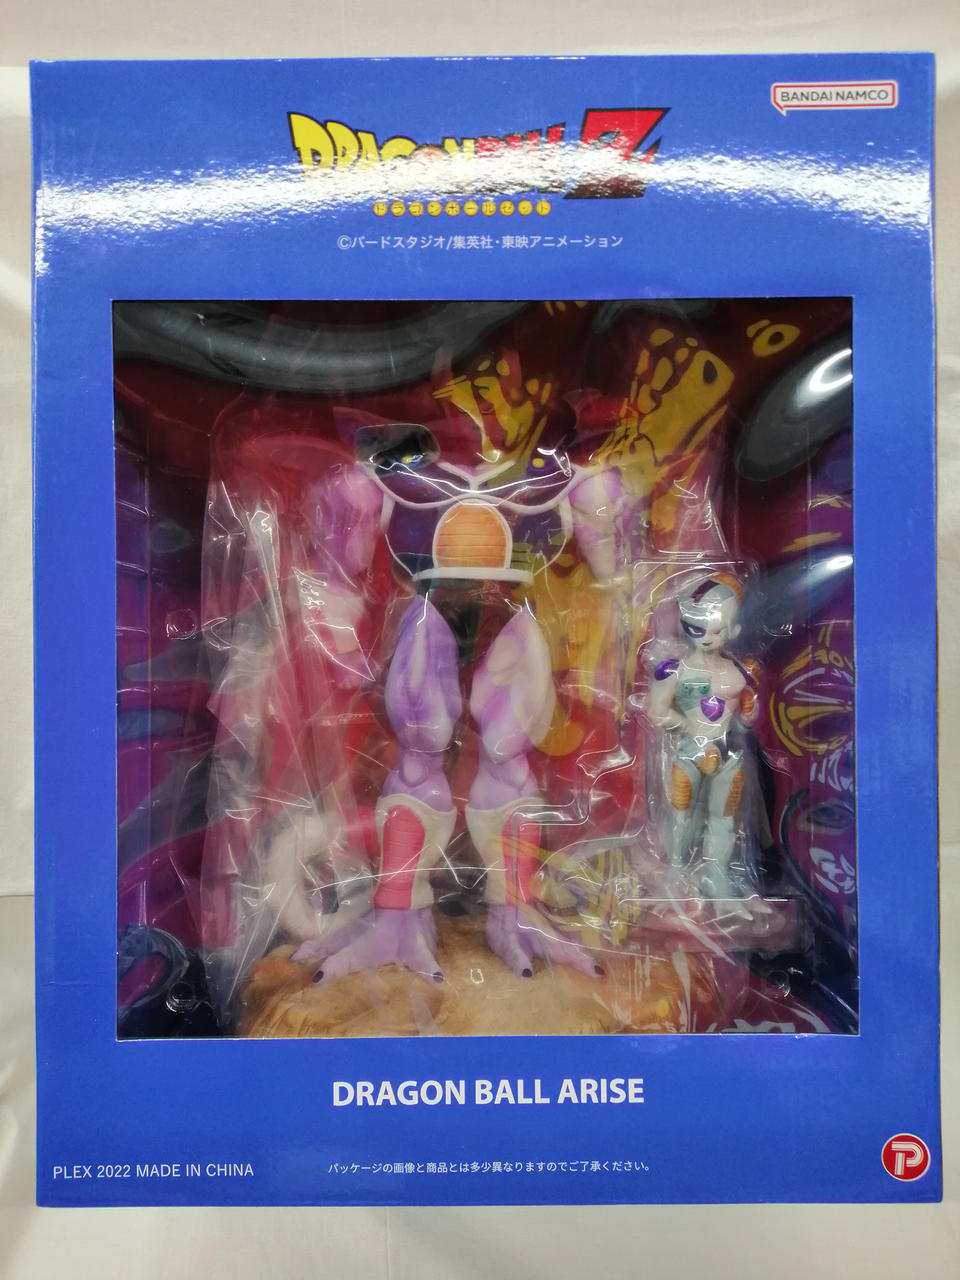 BANDAI NAMCO
DRAGON BALL Z
ドラゴンボールゼット
©バードスタジオ/集英社・東映アニメーション
DRAGON BALL ARISE
PLEX 2022 MADE IN CHINA
パッケージの画像と商品とは多少異なりますのでご了承ください。
P